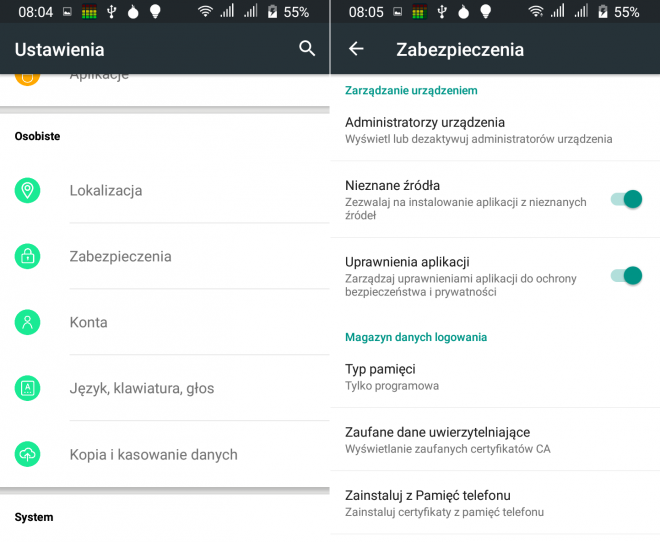 08:04
55%
Ustawienia
Aplikacje
Osobiste
Lokalizacja
Zabezpieczenia
Konta
Język, klawiatura, głos
Kopia i kasowanie danych
System
08:05
55%
Zabezpieczenia
Zarządzanie urządzeniem
Administratorzy urządzenia
Wyświetl lub dezaktywuj administratorów urządzenia
Nieznane źródła
Zezwalaj na instalowanie aplikacji z nieznanych
źródeł
Uprawnienia aplikacji
Zarządzaj uprawnieniami aplikacji do ochrony
bezpieczeństwa i prywatności
Magazyn danych logowania
Typ pamięci
Tylko programowa
Zaufane dane uwierzytelniające
Wyświetlanie zaufanych certyfikatów CA
Zainstaluj z Pamięć telefonu
Zainstaluj certyfikaty z pamięć telefonu